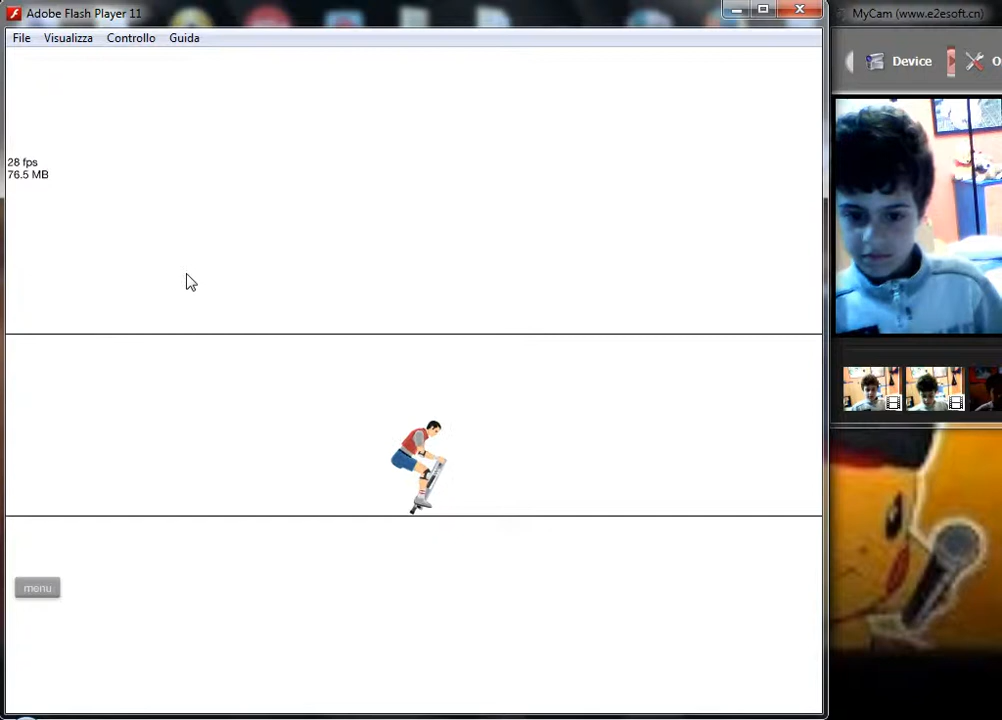 Adobe Flash Player 11
MyCam (www.e2esoft.cn)
File Visualizza Controllo Guida
Device
O
28 fps
76.5 MB
menu